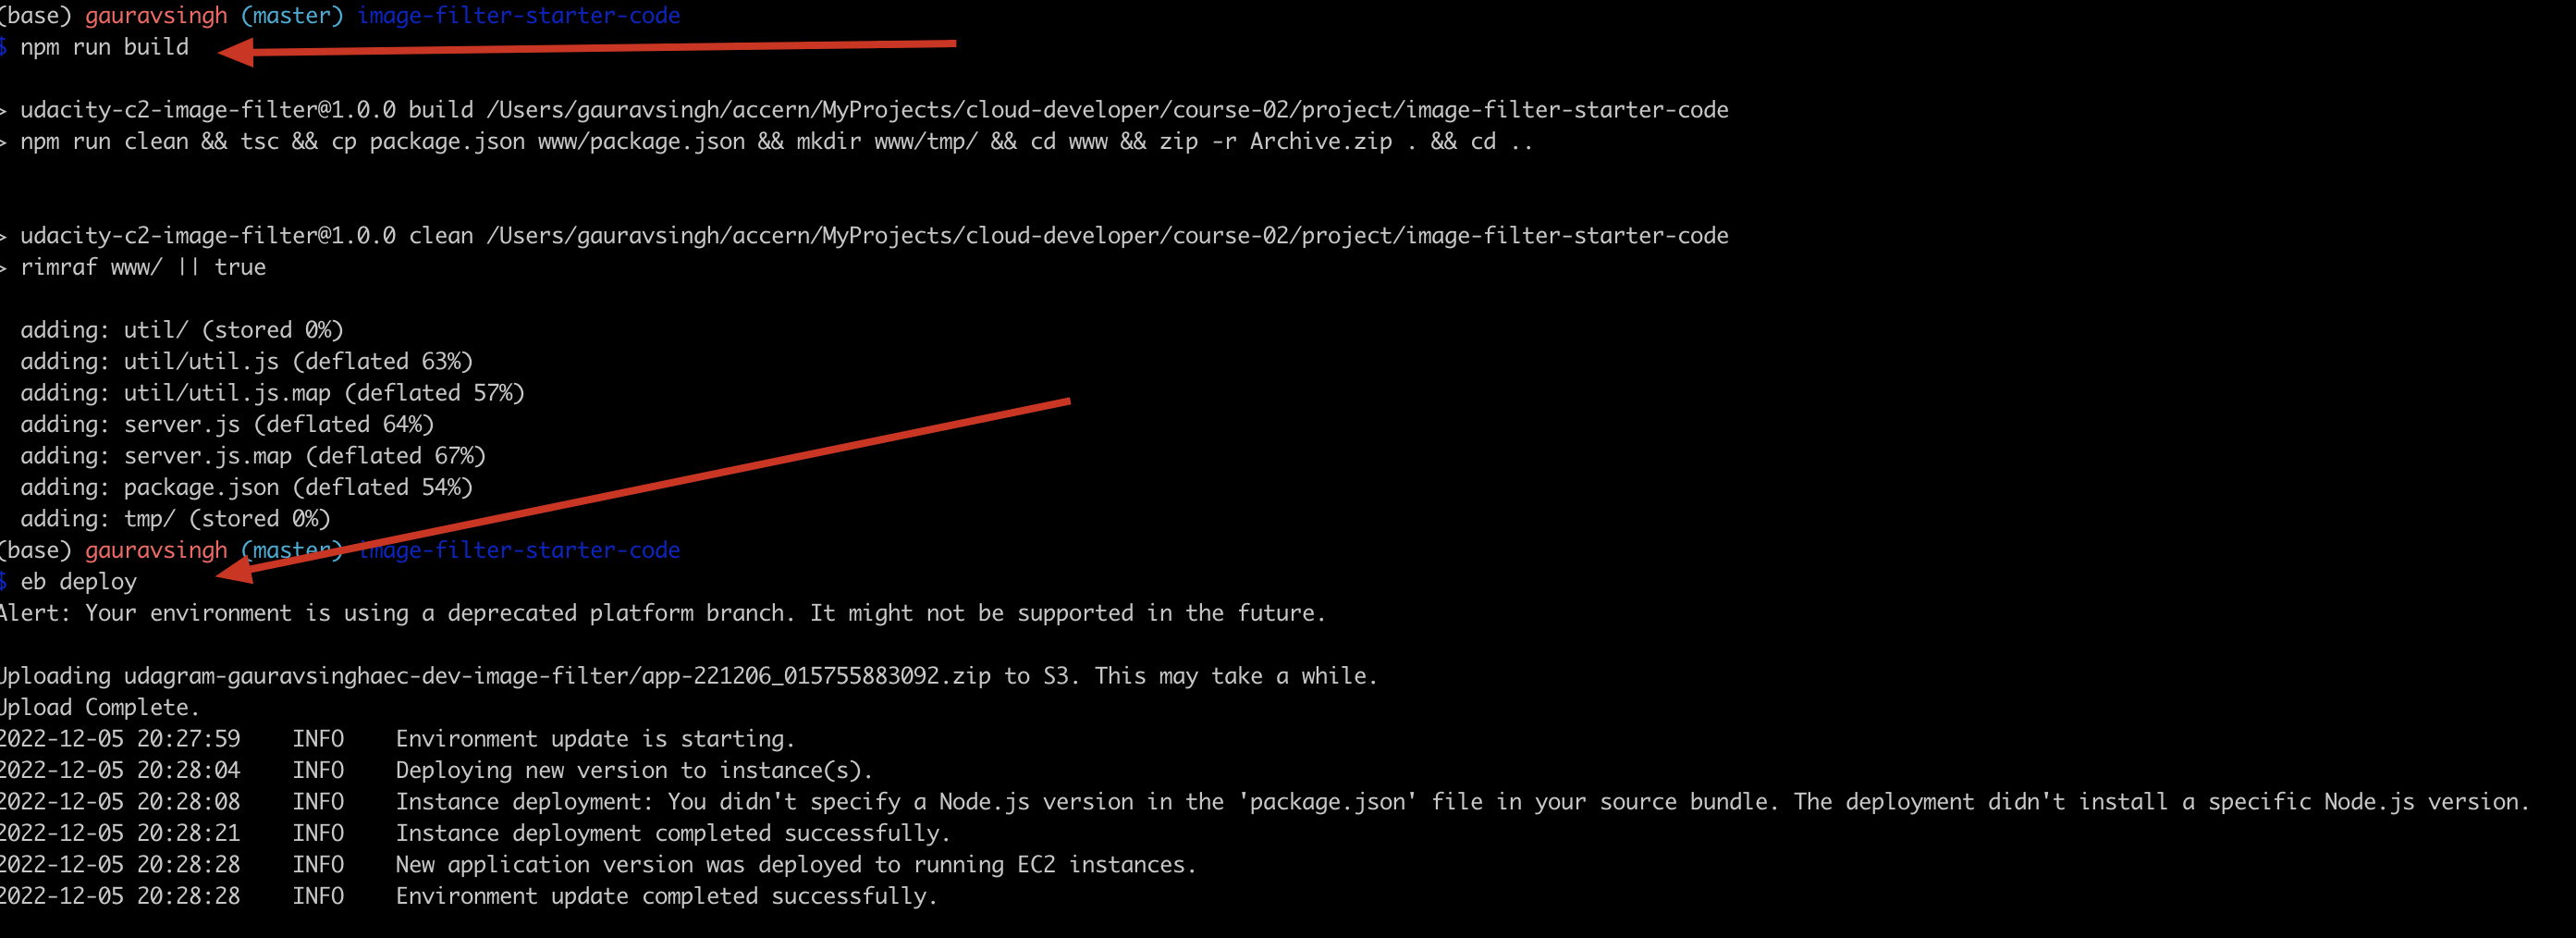 (base) gauravsingh (master) image-filter-starter-code
$ npm run build
> udacity-c2-image-filter@1.0.0 build /Users/gauravsingh/accern/MyProjects/cloud-developer/course-02/project/image-filter-starter-code
> npm run clean && tsc && cp package.json www/package.json && mkdir www/tmp/ && cd www && zip -r Archive.zip . && cd ..
> udacity-c2-image-filter@1.0.0 clean /Users/gauravsingh/accern/MyProjects/cloud-developer/course-02/project/image-filter-starter-code
> rimraf www/ || true
adding: util/ (stored 0%)
adding: util/util.js (deflated 63%)
adding: util/util.js.map (deflated 57%)
adding: server.js (deflated 64%)
adding: server.js.map (deflated 67%)
adding: package.json (deflated 54%)
adding: tmp/ (stored 0%)
(base) gauravsingh (master) image-filter-starter-code
$ eb deploy
Alert: Your environment is using a deprecated platform branch. It might not be supported in the future.
Uploading udagram-gauravsinghaec-dev-image-filter/app-221206_015755883092.zip to S3. This may take a while.
Upload Complete.
2022-12-05 20:27:59 INFO Environment update is starting.
2022-12-05 20:28:04 INFO Deploying new version to instance(s).
2022-12-05 20:28:08 INFO Instance deployment: You didn't specify a Node.js version in the 'package.json' file in your source bundle. The deployment didn't install a specific Node.js version.
2022-12-05 20:28:21 INFO Instance deployment completed successfully.
2022-12-05 20:28:28 INFO New application version was deployed to running EC2 instances.
2022-12-05 20:28:28 INFO Environment update completed successfully.